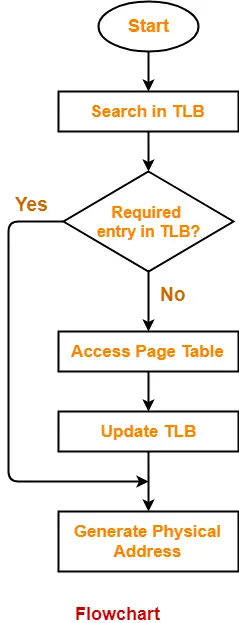 Start
Search in TLB
Required
entry in TLB?
Yes
No
Access Page Table
Update TLB
Generate Physical
Address
Flowchart